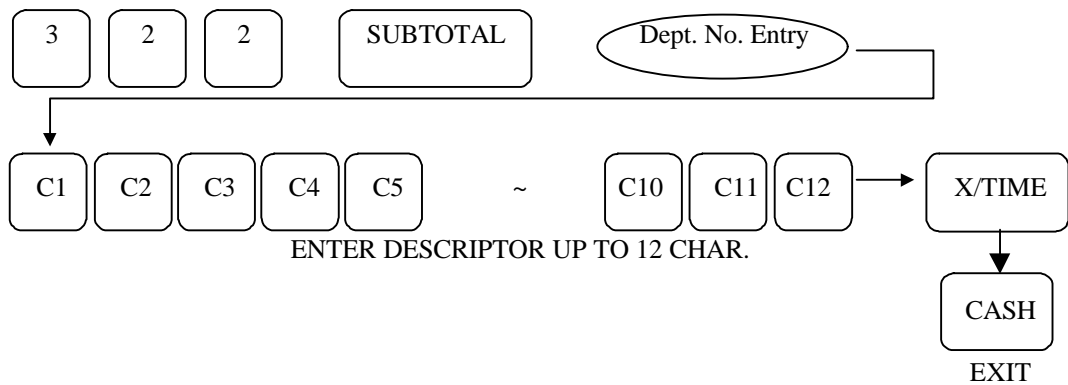 3 2 2 SUBTOTAL Dept. No. Entry
C1 C2 C3 C4 C5 ~ C10 C11 C12 X/TIME
ENTER DESCRIPTOR UP TO 12 CHAR.
CASH
EXIT